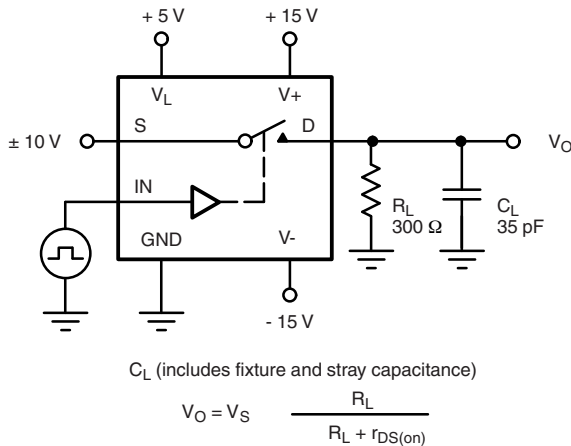 + 5 V
+ 15 V
V_L
V+
± 10 V
S
D
V_O
IN
R_L
300 Ω
C_L
35 pF
GND
V-
- 15 V
C_L (includes fixture and stray capacitance)
V_O = V_S R_L
R_L + r_DS(on)